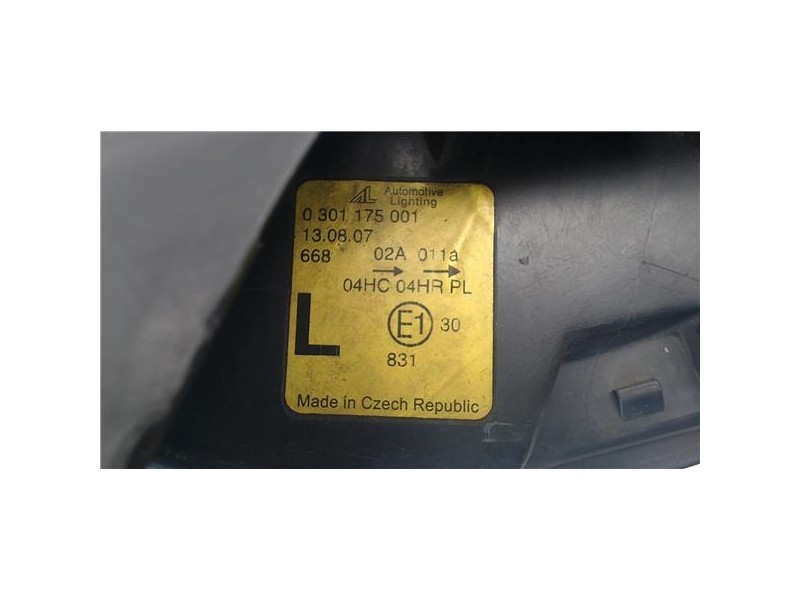 AL Automotive
Lighting
0 301 175 001
13.08.07
668 02A 011a
04HC 04HR PL
L E1 30
831
Made in Czech Republic